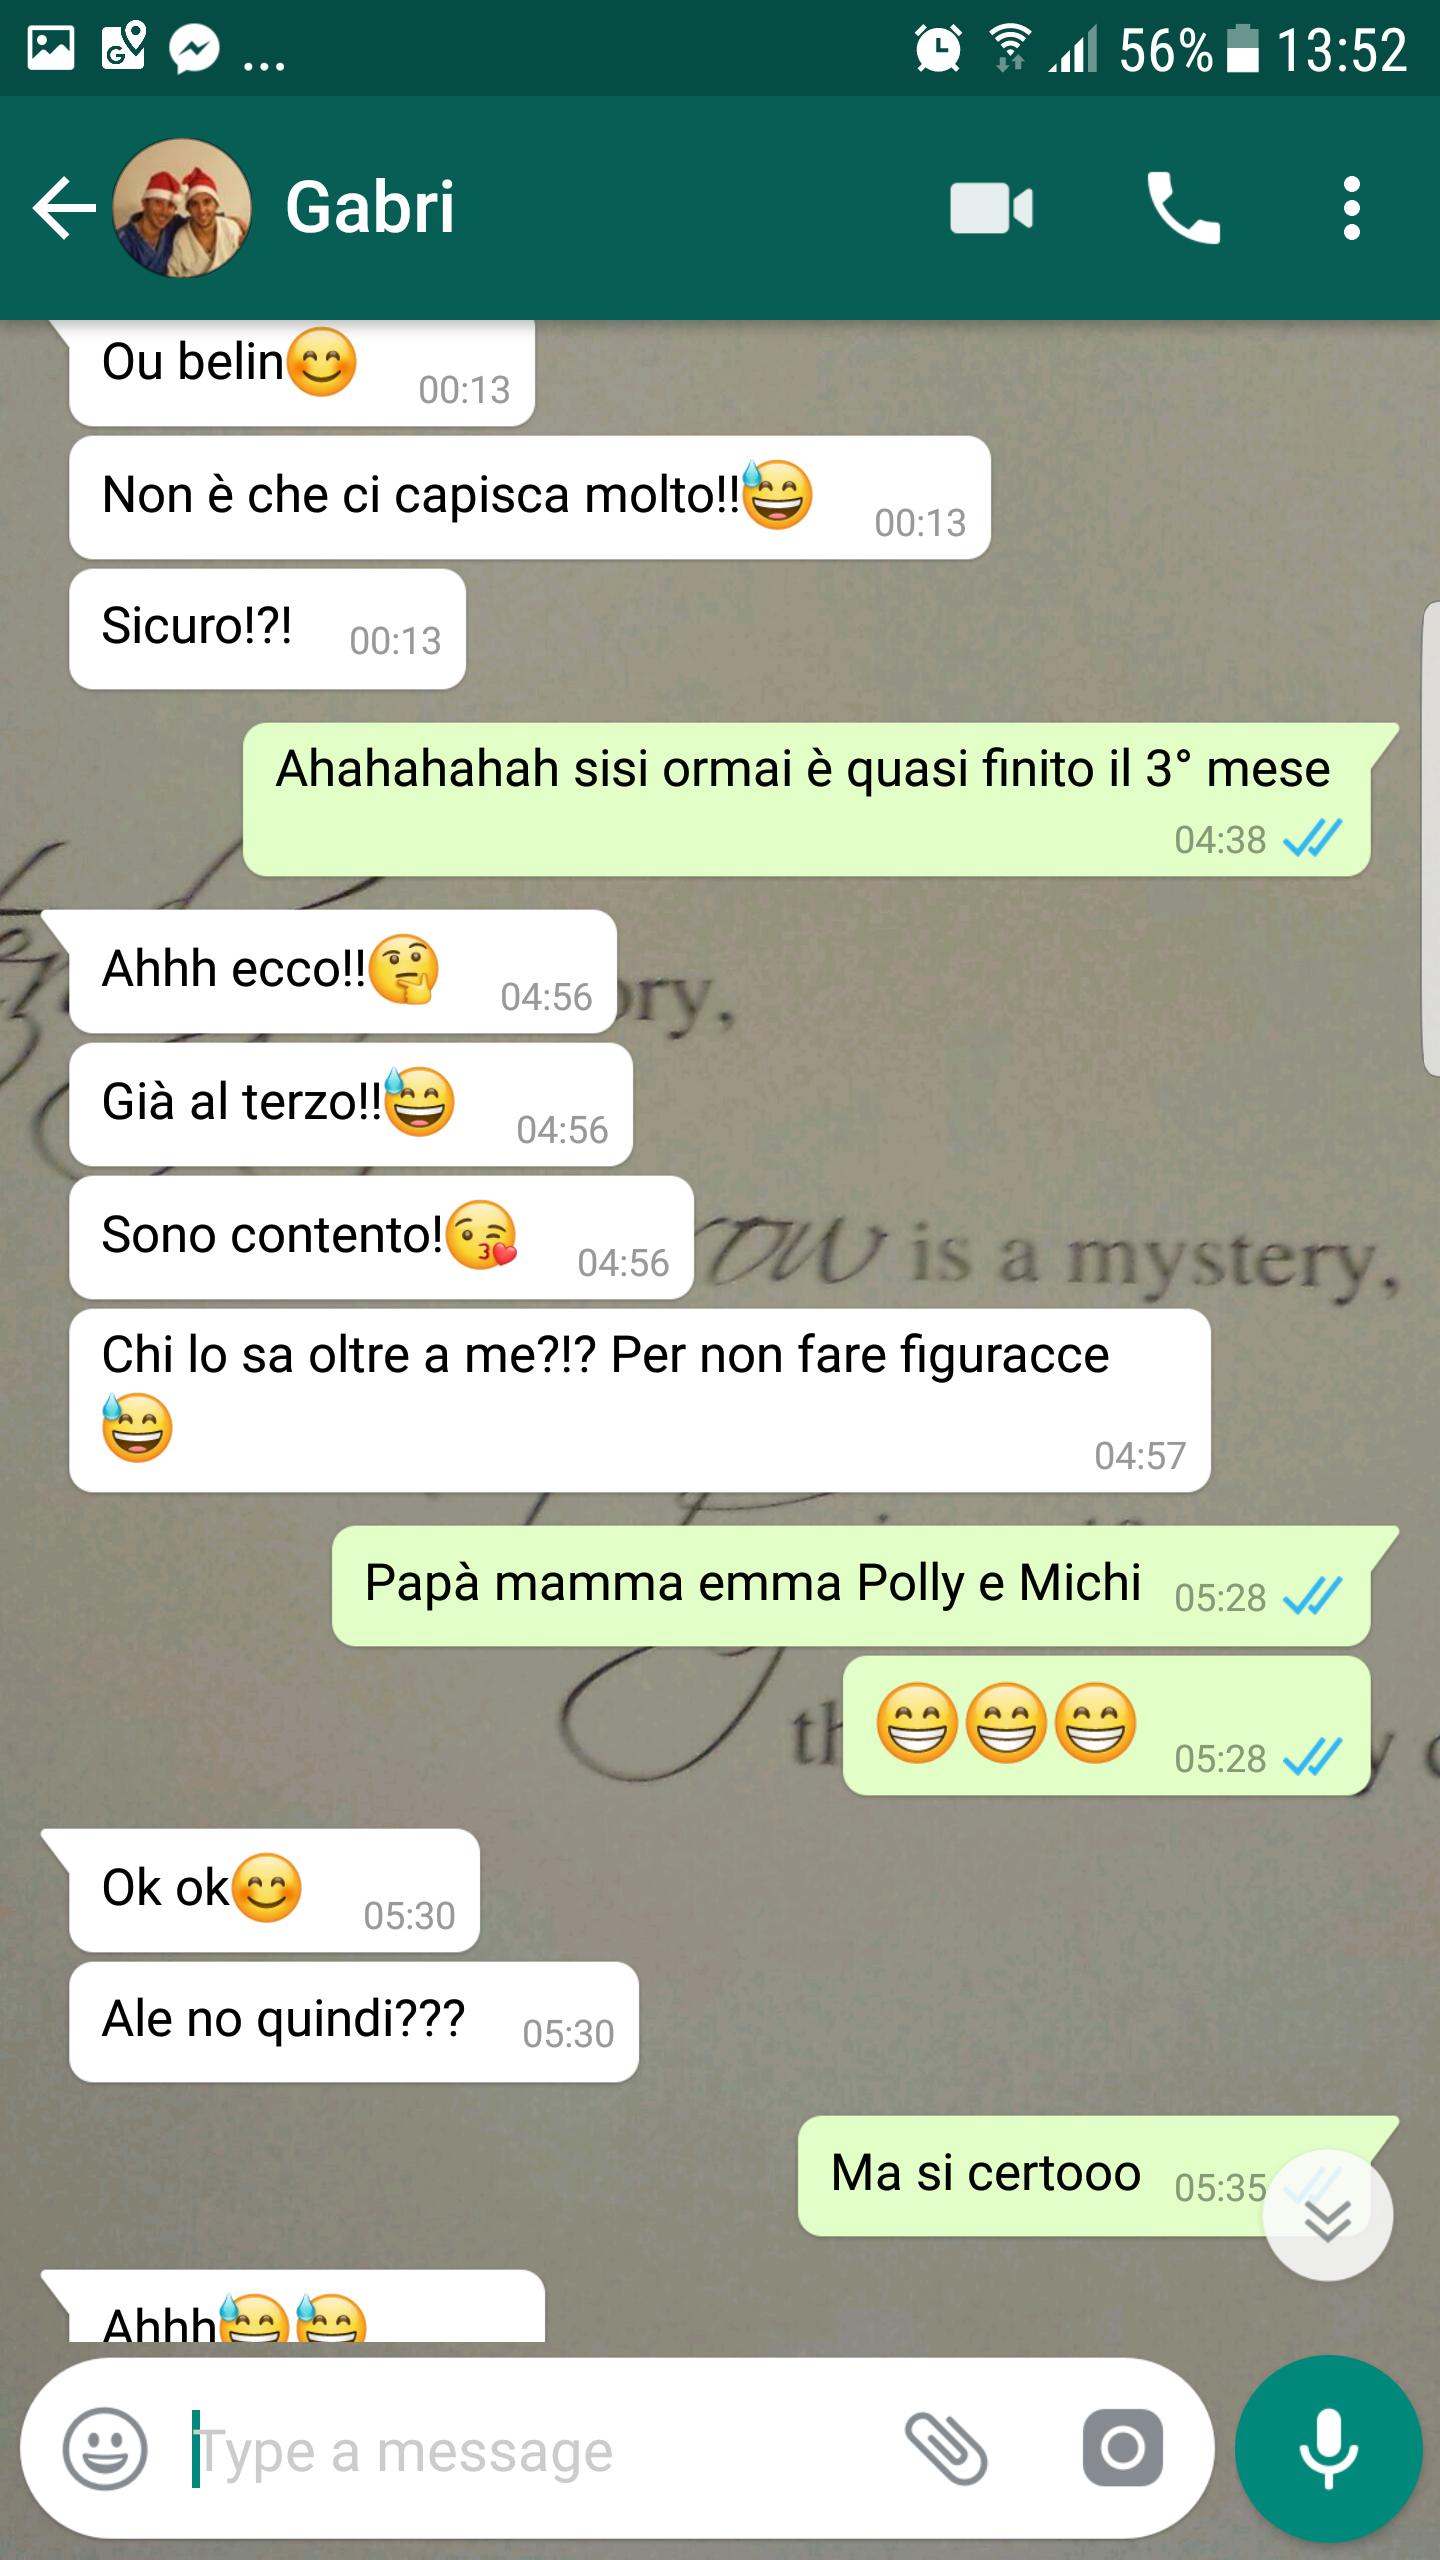 ... 56% 13:52
Gabri
Ou belin😊 00:13
Non è che ci capisca molto!!😅 00:13
Sicuro!?! 00:13
Ahahahahah sisi ormai è quasi finito il 3° mese
04:38
Ahhh ecco!!🤔 04:56
ory,
Già al terzo!!😅 04:56
Sono contento!😘 04:56
row is a mystery,
Chi lo sa oltre a me?!? Per non fare figuracce
😅 04:57
Papà mamma emma Polly e Michi 05:28
😁😁😁 05:28
Ok ok😊 05:30
Ale no quindi??? 05:30
Ma si certooo 05:35
Ahhh😅😅
Type a message